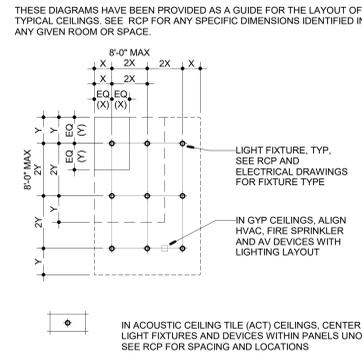 THESE DIAGRAMS HAVE BEEN PROVIDED AS A GUIDE FOR THE LAYOUT OF
TYPICAL CEILINGS. SEE RCP FOR ANY SPECIFIC DIMENSIONS IDENTIFIED IN
ANY GIVEN ROOM OR SPACE.
8'-0" MAX
X 2X 2X X
X 2X
EQ EQ
(X) (X)
8'-0" MAX
Y 2Y 2Y Y
Y 2Y Y
EQ EQ
(Y) (Y)
LIGHT FIXTURE, TYP,
SEE RCP AND
ELECTRICAL DRAWINGS
FOR FIXTURE TYPE
IN GYP CEILINGS, ALIGN
HVAC, FIRE SPRINKLER
AND AV DEVICES WITH
LIGHTING LAYOUT
IN ACOUSTIC CEILING TILE (ACT) CEILINGS, CENTER
LIGHT FIXTURES AND DEVICES WITHIN PANELS UNO
SEE RCP FOR SPACING AND LOCATIONS